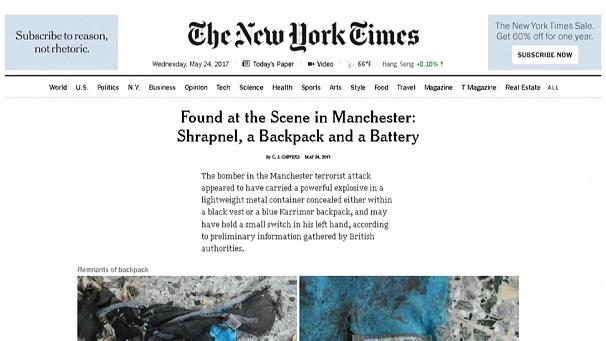 Subscribe to reason,
not rhetoric.
The New York Times
The New York Times Sale.
Get 60% off for one year.
SUBSCRIBE NOW
Wednesday, May 24, 2017
Today's Paper
Video
66°F
Hang Seng +0.10% ↑
World U.S. Politics N.Y. Business Opinion Tech Science Health Sports Arts Style Food Travel Magazine T Magazine Real Estate ALL
Found at the Scene in Manchester:
Shrapnel, a Backpack and a Battery
By C. J. CHIVERS MAY 24, 2017
The bomber in the Manchester terrorist attack
appeared to have carried a powerful explosive in a
lightweight metal container concealed either within
a black vest or a blue Karrimor backpack, and may
have held a small switch in his left hand, according
to preliminary information gathered by British
authorities.
Remnants of backpack